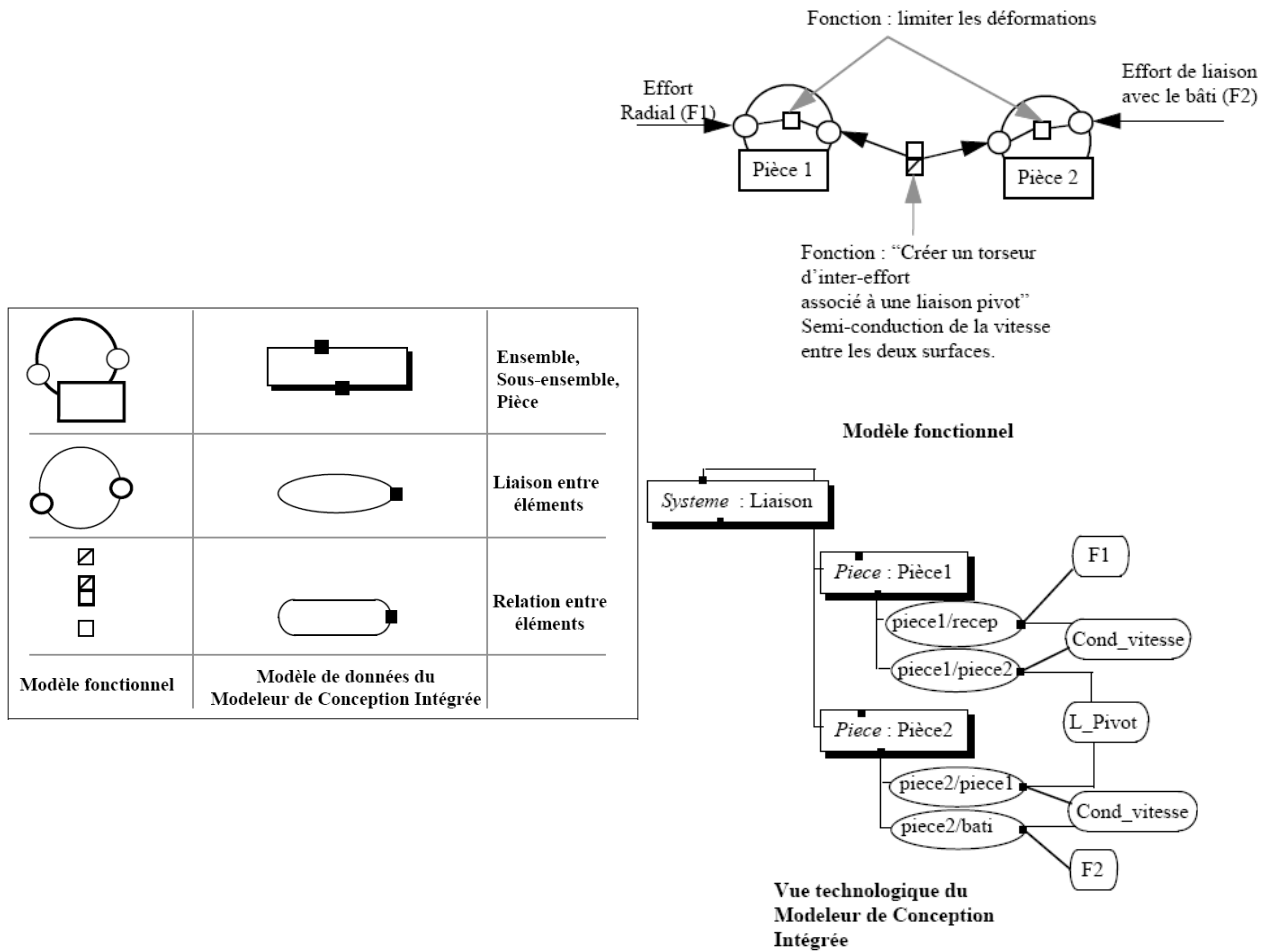 Fonction : limiter les déformations
Effort
Radial (F1)
Effort de liaison
avec le bâti (F2)
Pièce 1
Pièce 2
Fonction : “Créer un torseur
d’inter-effort
associé à une liaison pivot”
Semi-conduction de la vitesse
entre les deux surfaces.
Modèle fonctionnel
Ensemble,
Sous-ensemble,
Pièce
Liaison entre
éléments
Relation entre
éléments
Modèle fonctionnel
Modèle de données du
Modeleur de Conception Intégrée
Systeme : Liaison
Piece : Pièce1
F1
piece1/recep
Cond_vitesse
piece1/piece2
L_Pivot
Piece : Pièce2
piece2/piece1
Cond_vitesse
piece2/bati
F2
Vue technologique du
Modeleur de Conception
Intégrée